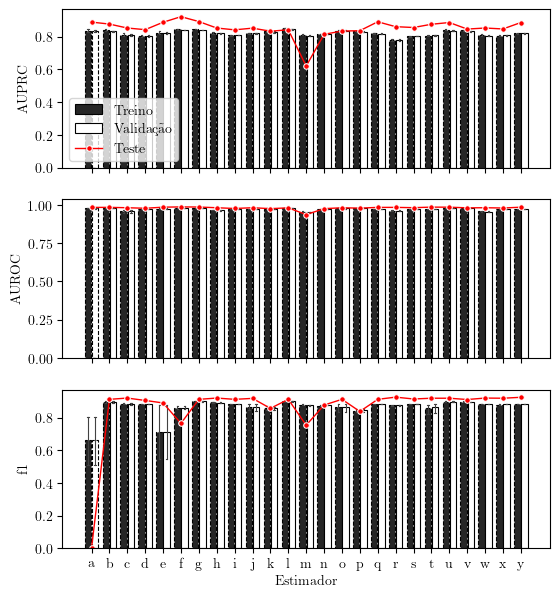 0.8
0.6
0.4
0.2
0.0
AUPRC
Treino
Validação
Teste
1.00
0.75
0.50
0.25
0.00
AUROC
0.8
0.6
0.4
0.2
0.0
f1
a b c d e f g h i j k l m n o p q r s t u v w x y
Estimador